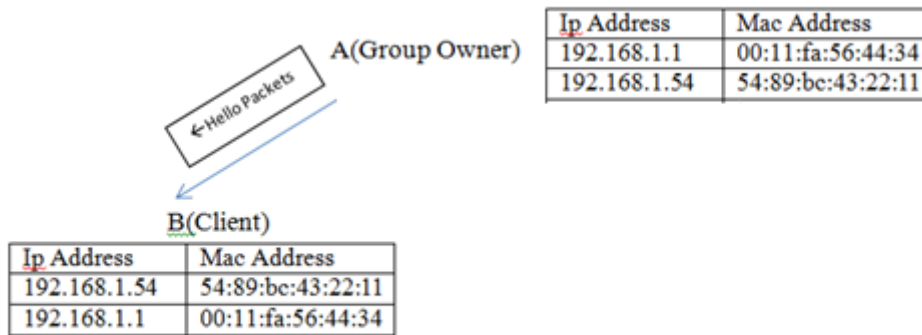 A(Group Owner)
Ip Address Mac Address
192.168.1.1 00:11:fa:56:44:34
192.168.1.54 54:89:bc:43:22:11
←Hello Packets
B(Client)
Ip Address Mac Address
192.168.1.54 54:89:bc:43:22:11
192.168.1.1 00:11:fa:56:44:34